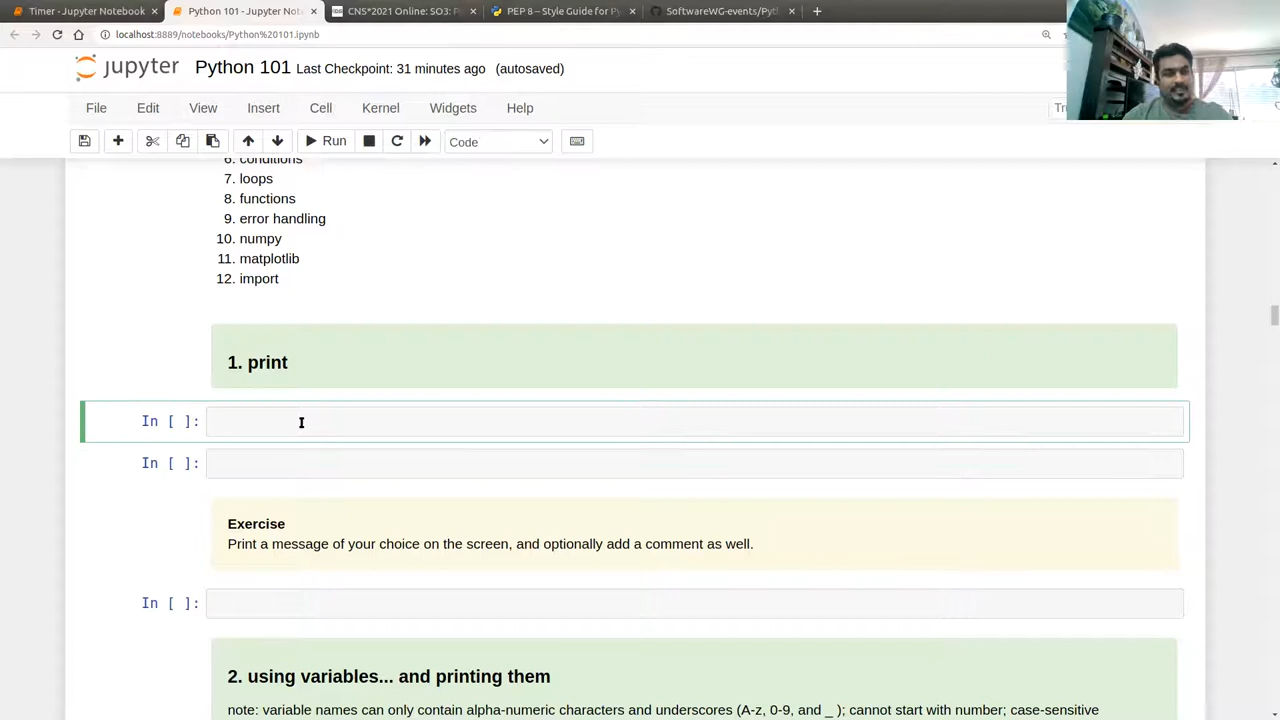 Timer - Jupyter Notebook
Python 101 - Jupyter Not
CNS*2021 Online: SO3: P
PEP 8 – Style Guide for Py
SoftwareWG-events/Pyt
localhost:8889/notebooks/Python%20101.ipynb
jupyter Python 101 Last Checkpoint: 31 minutes ago (autosaved)
File Edit View Insert Cell Kernel Widgets Help
Run Code
6. conditions
7. loops
8. functions
9. error handling
10. numpy
11. matplotlib
12. import
1. print
In [ ]:
In [ ]:
Exercise
Print a message of your choice on the screen, and optionally add a comment as well.
In [ ]:
2. using variables... and printing them
note: variable names can only contain alpha-numeric characters and underscores (A-z, 0-9, and _ ); cannot start with number; case-sensitive